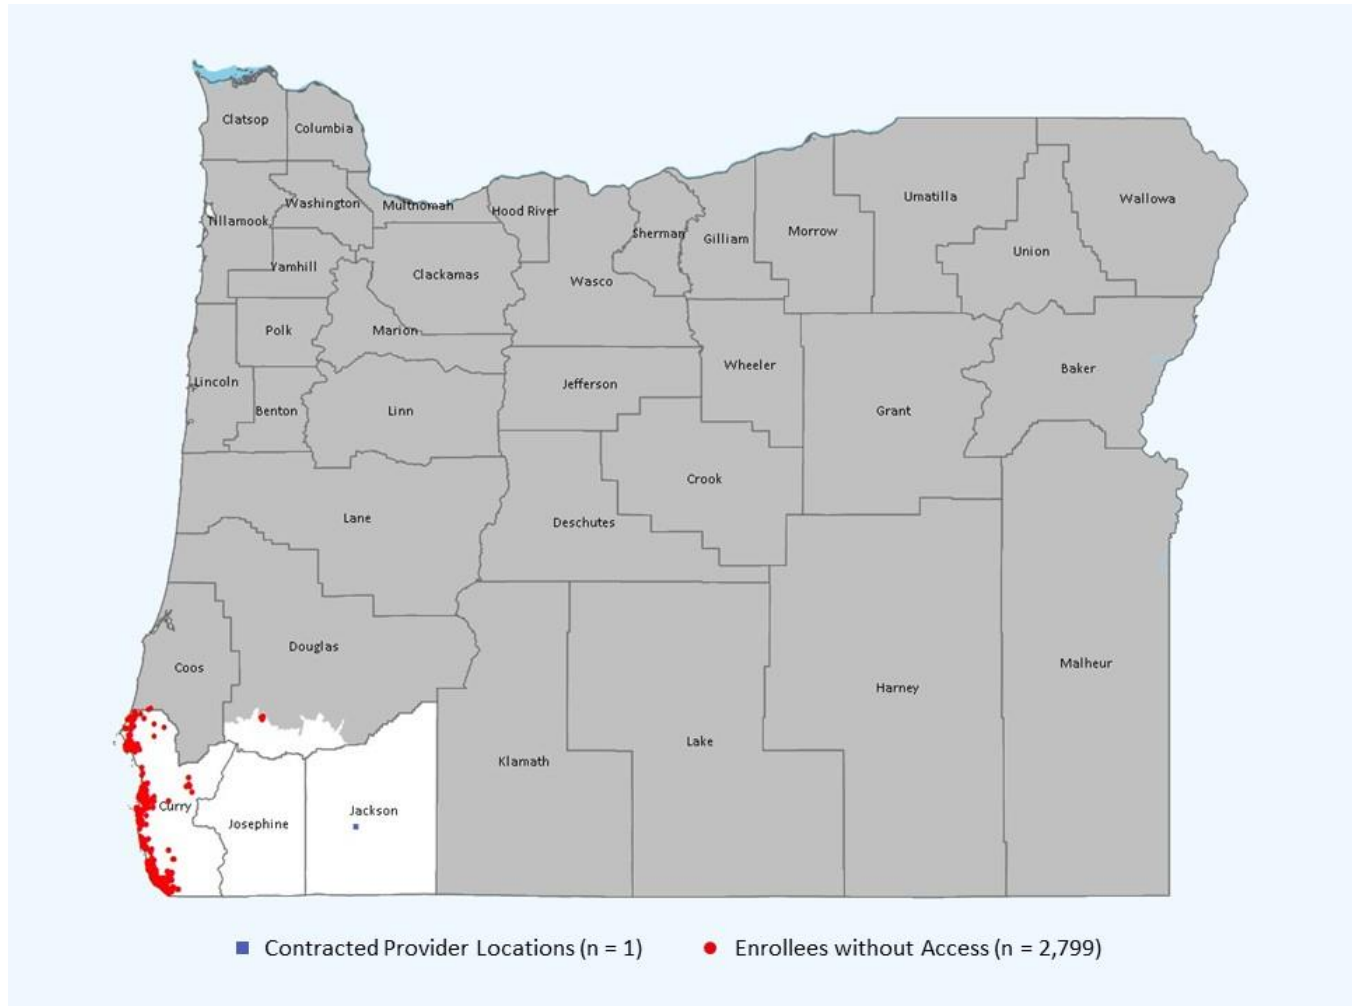 Clatsop
Columbia
Washington
Multnomah
Hood River
Tillamook
Sherman
Umatilla
Wallowa
Gilliam
Morrow
Union
Yamhill
Clackamas
Wasco
Polk
Marion
Wheeler
Baker
Lincoln
Jefferson
Benton
Linn
Grant
Crook
Lane
Deschutes
Douglas
Coos
Malheur
Harney
Lake
Klamath
Curry
Josephine
Jackson
Contracted Provider Locations (n = 1)
Enrollees without Access (n = 2,799)